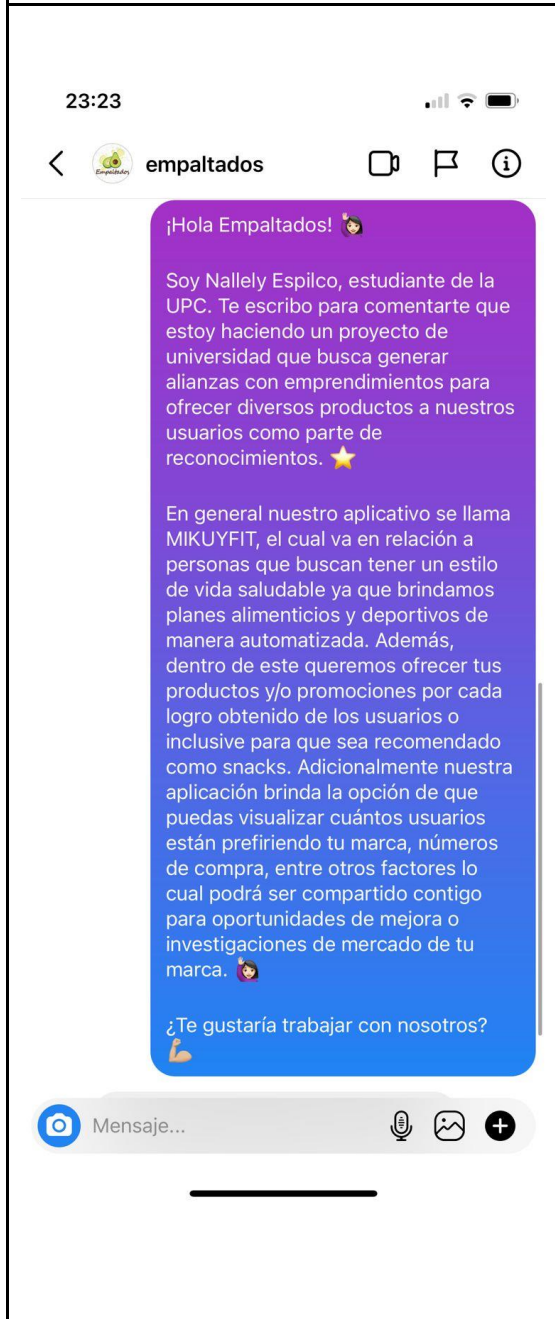 23:23
empaltados
Empaltados
¡Hola Empaltados! 🙋🏻‍♀️
Soy Nallely Espilco, estudiante de la
UPC. Te escribo para comentarte que
estoy haciendo un proyecto de
universidad que busca generar
alianzas con emprendimientos para
ofrecer diversos productos a nuestros
usuarios como parte de
reconocimientos. ⭐
En general nuestro aplicativo se llama
MIKUYFIT, el cual va en relación a
personas que buscan tener un estilo
de vida saludable ya que brindamos
planes alimenticios y deportivos de
manera automatizada. Además,
dentro de este queremos ofrecer tus
productos y/o promociones por cada
logro obtenido de los usuarios o
inclusive para que sea recomendado
como snacks. Adicionalmente nuestra
aplicación brinda la opción de que
puedas visualizar cuántos usuarios
están prefiriendo tu marca, números
de compra, entre otros factores lo
cual podrá ser compartido contigo
para oportunidades de mejora o
investigaciones de mercado de tu
marca. 🙋🏻‍♀️
¿Te gustaría trabajar con nosotros?
💪🏼
Mensaje...